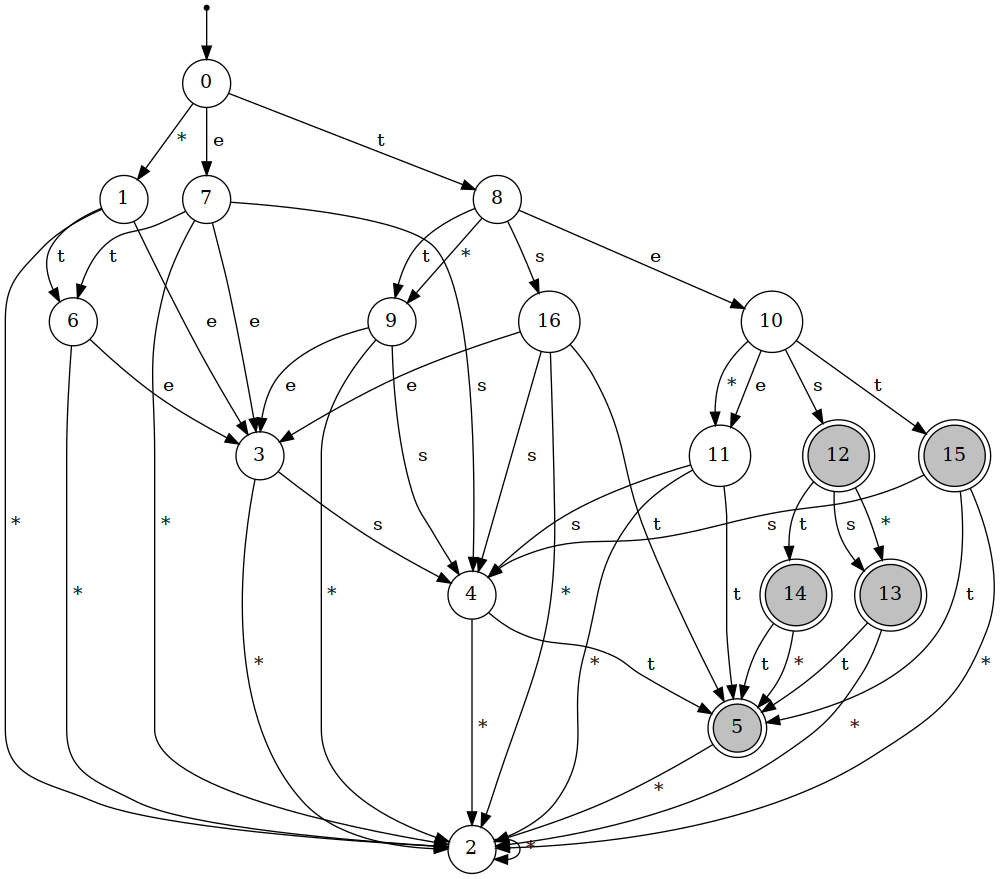 0
* e t
1 7 8
t t t * s e
6 9 16 10
e e e e e * e s t
s
3 s s 11 12 15
* * s s t s t s *
* * 4 * t 14 13 t
* t * t * t *
* 5 *
*
2 *